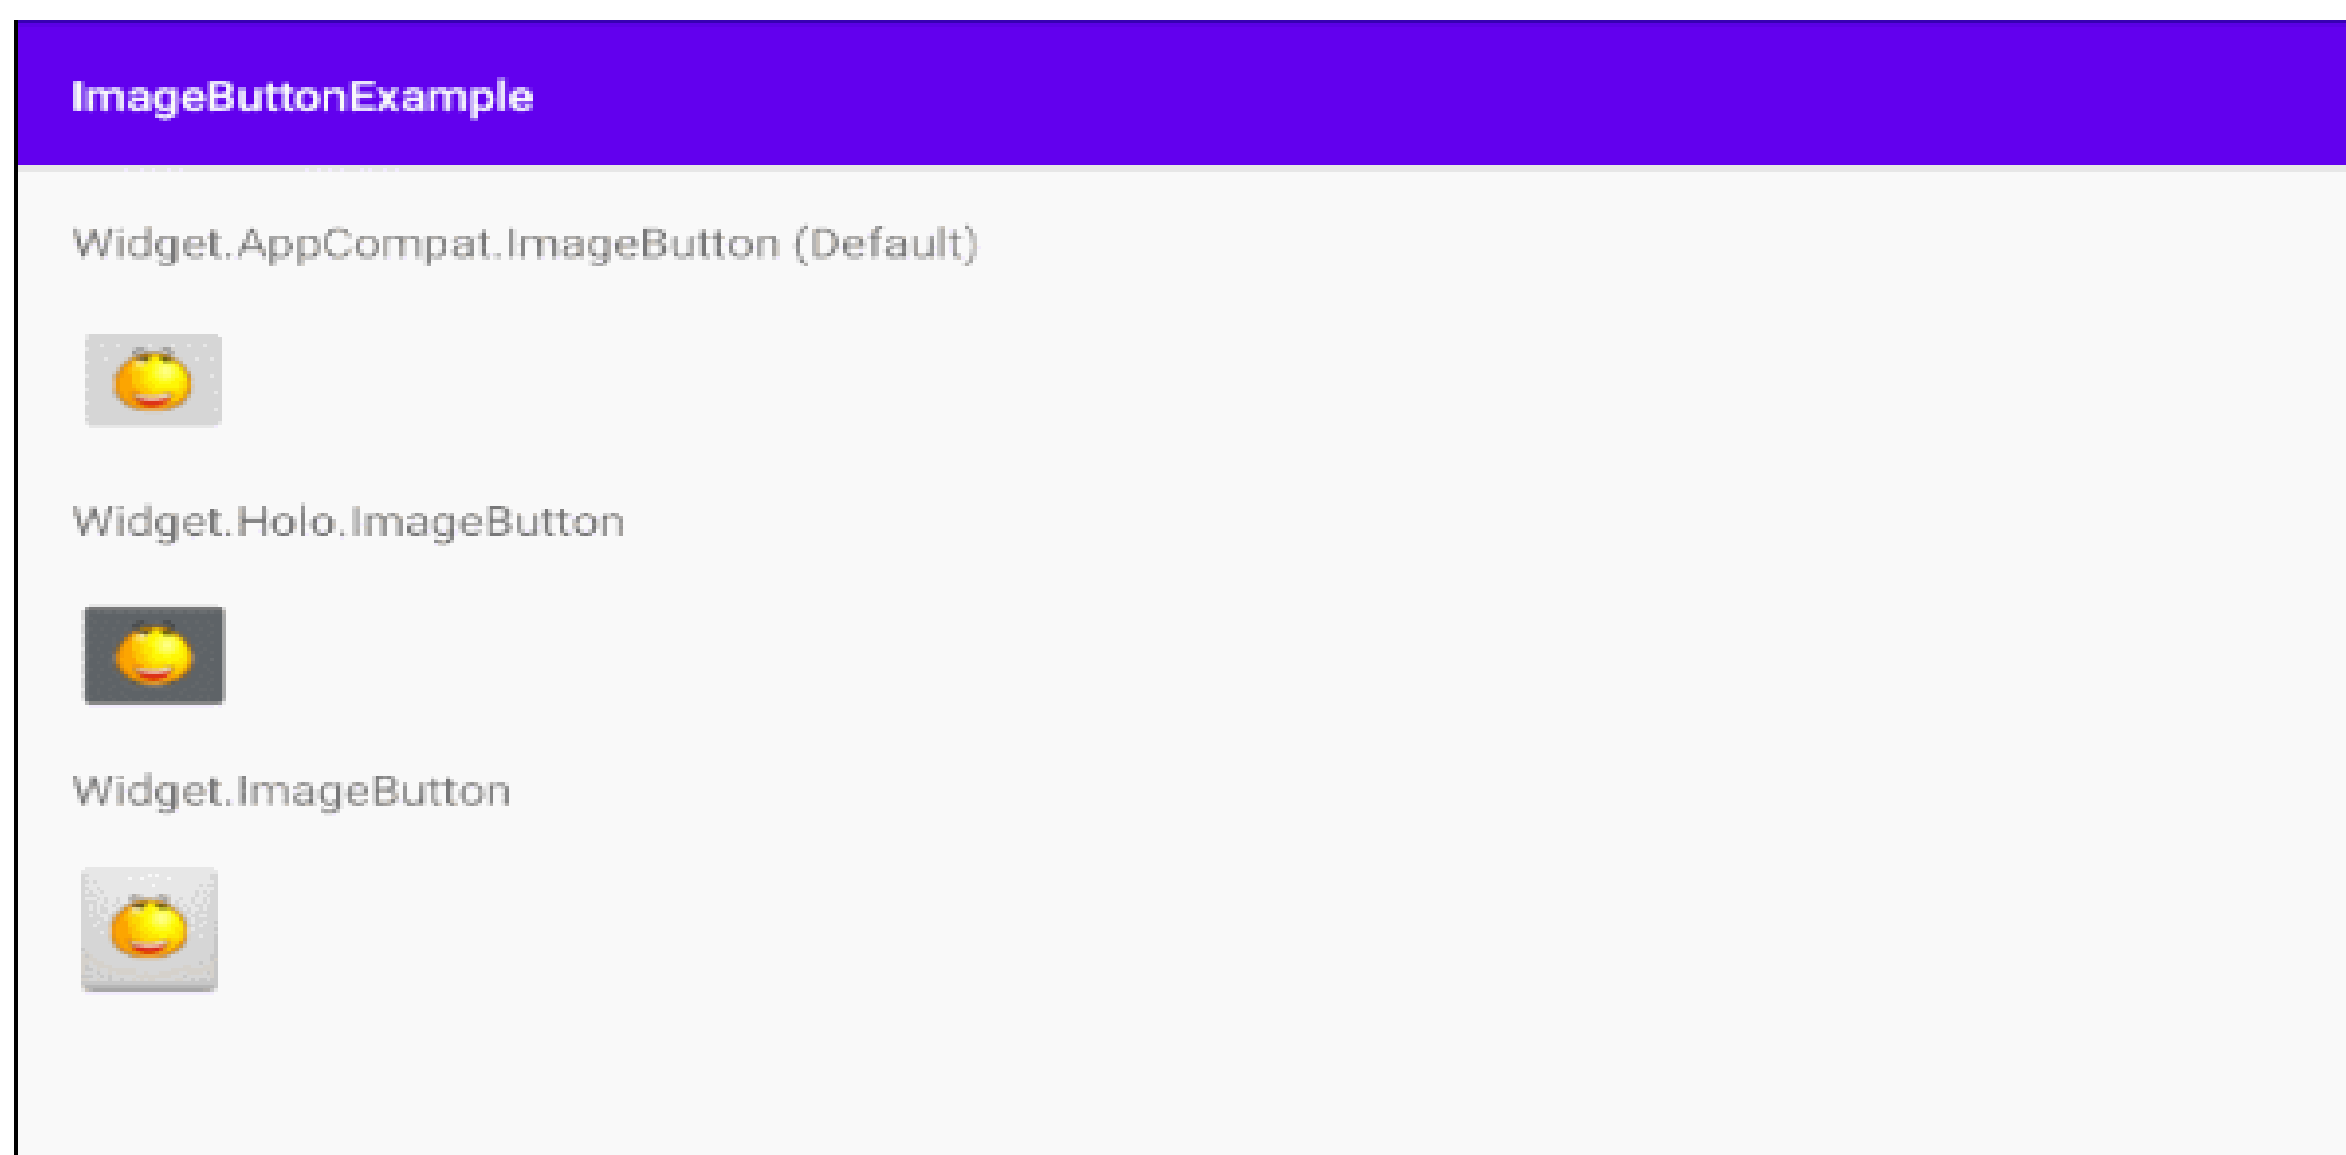 ImageButtonExample
Widget.AppCompat.ImageButton (Default)
Widget.Holo.ImageButton
Widget.ImageButton